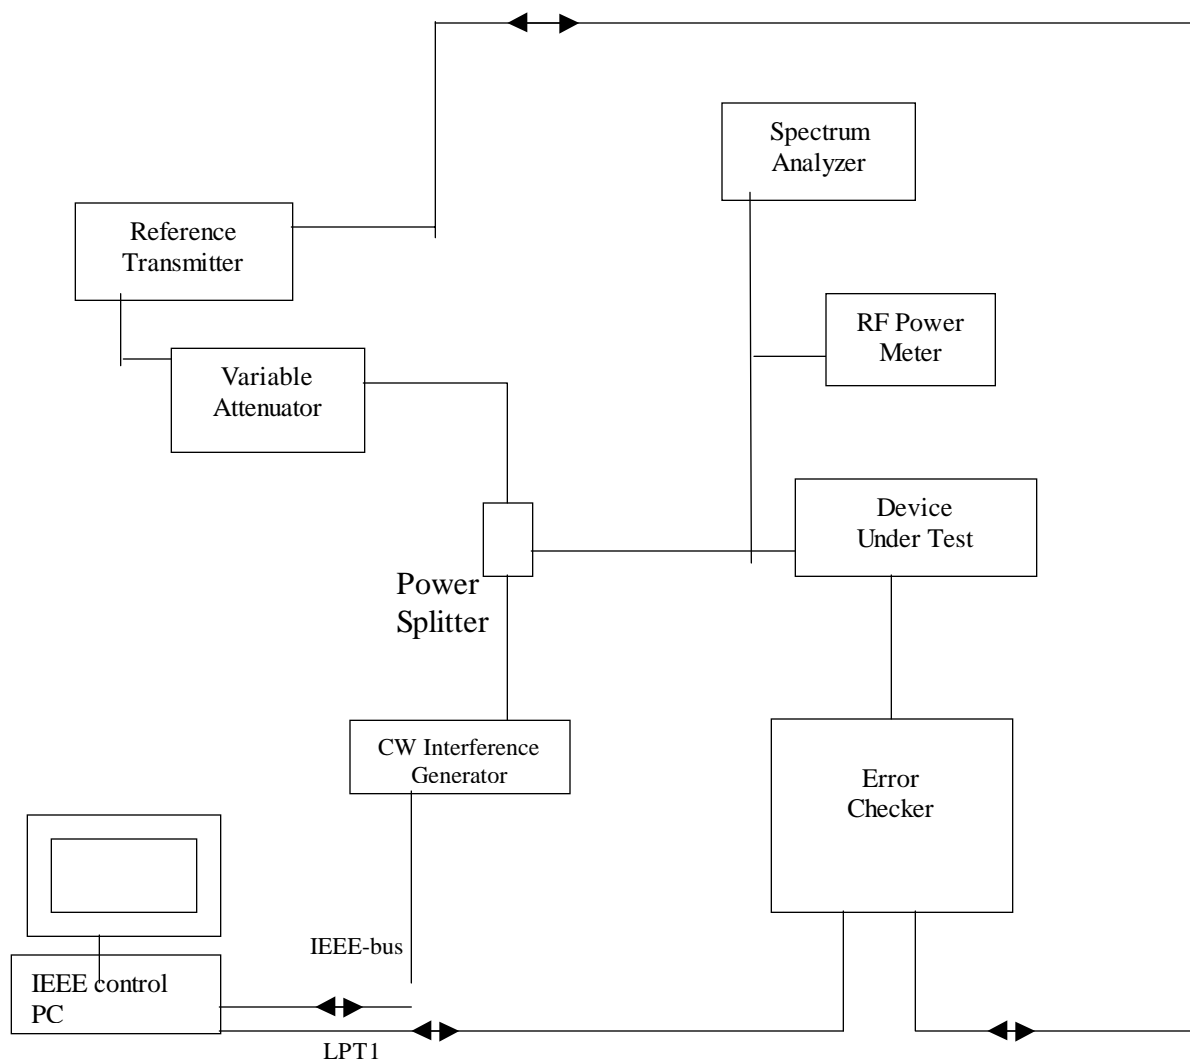 Spectrum
Analyzer
Reference
Transmitter
RF Power
Meter
Variable
Attenuator
Device
Under Test
Power
Splitter
CW Interference
Generator
Error
Checker
IEEE-bus
IEEE control
PC
LPT1